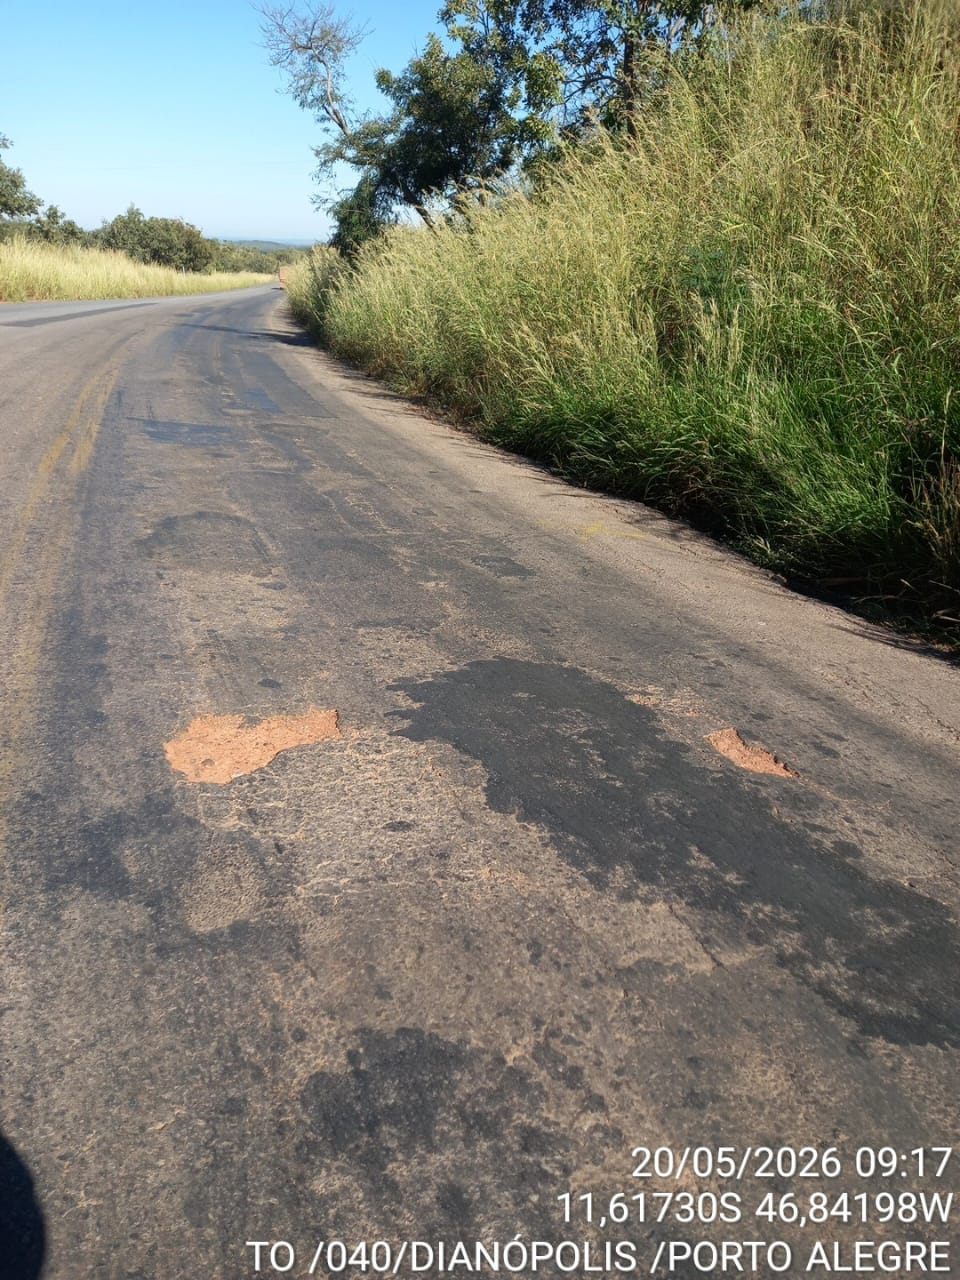 20/05/2026 09:17
11,61730S 46,84198W
TO /040/DIANÓPOLIS /PORTO ALEGRE